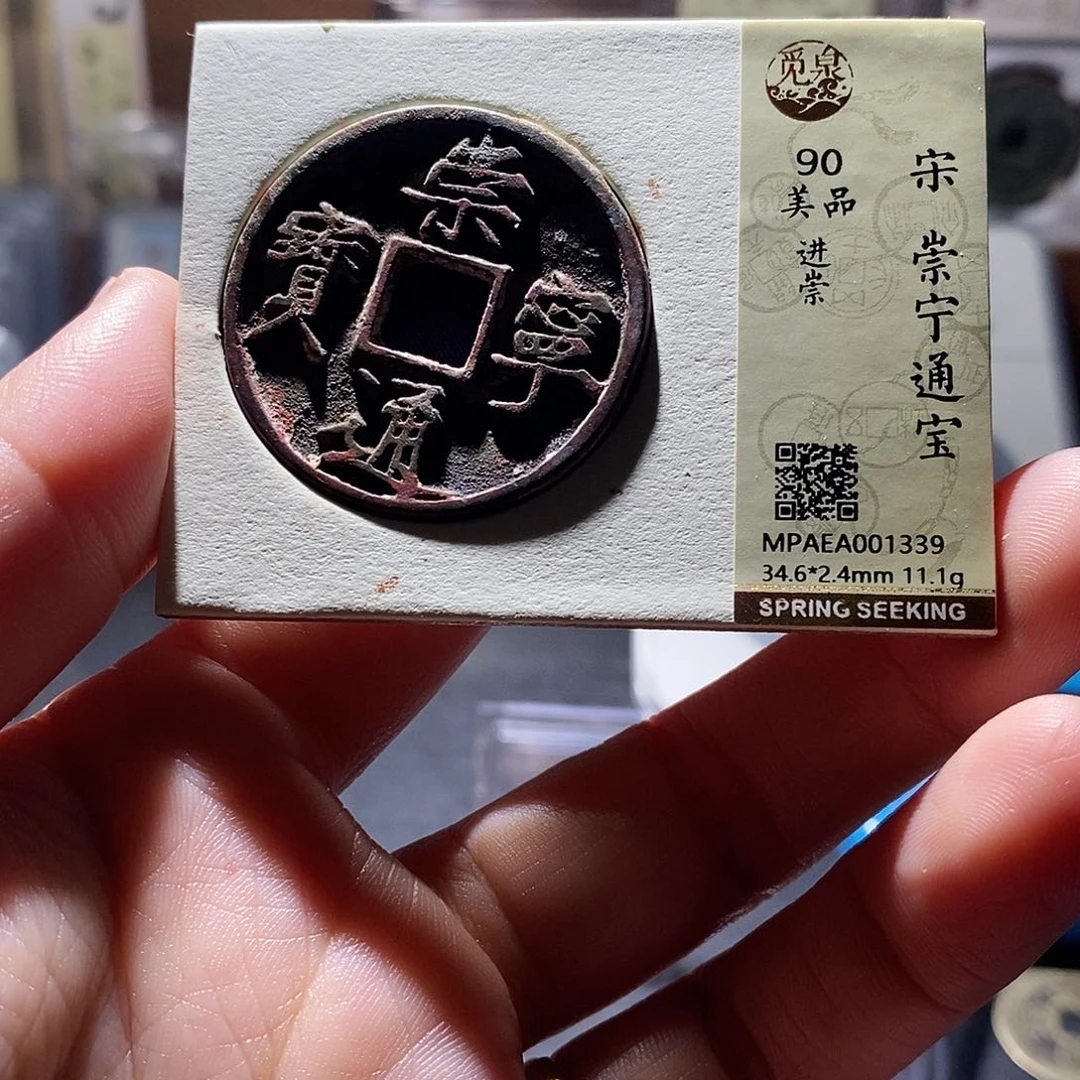 崇
寧
通
寳
觅泉
90
美品
进崇
宋 崇宁通宝
MPAEA001339
34.6*2.4mm 11.1g
SPRING SEEKING